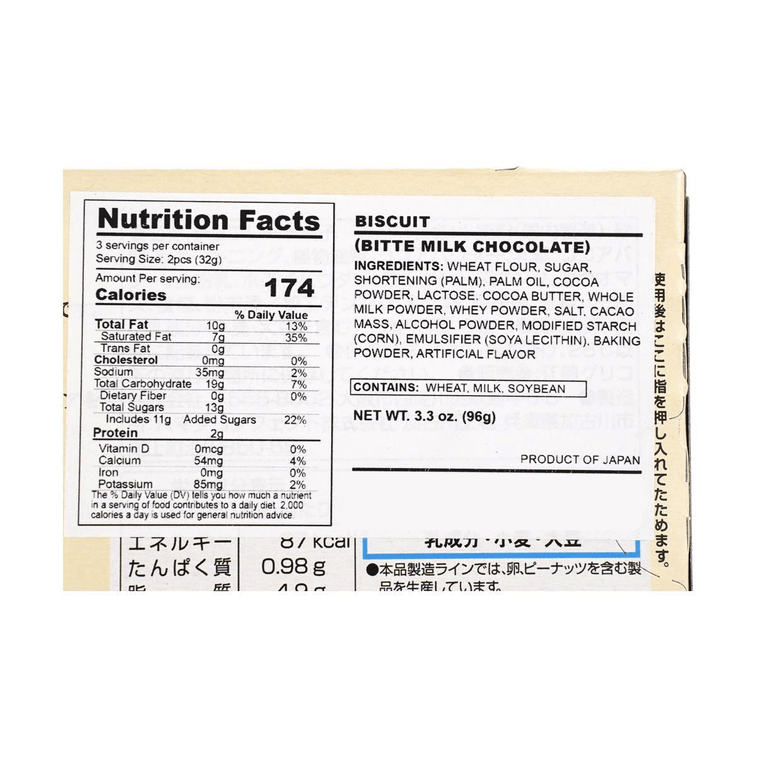 Nutrition Facts
3 servings per container
Serving Size: 2pcs (32g)
Amount Per serving:
Calories 174
% Daily Value
Total Fat 10g 13%
Saturated Fat 7g 35%
Trans Fat 0g
Cholesterol 0mg 0%
Sodium 35mg 2%
Total Carbohydrate 19g 7%
Dietary Fiber 0g 0%
Total Sugars 13g
Includes 11g Added Sugars 22%
Protein 2g
Vitamin D 0mcg 0%
Calcium 54mg 4%
Iron 0mg 0%
Potassium 85mg 2%
The % Daily Value (DV) tells you how much a nutrient
in a serving of food contributes to a daily diet. 2,000
calories a day is used for general nutrition advice.
BISCUIT
(BITTE MILK CHOCOLATE)
INGREDIENTS: WHEAT FLOUR, SUGAR,
SHORTENING (PALM), PALM OIL, COCOA
POWDER, LACTOSE, COCOA BUTTER, WHOLE
MILK POWDER, WHEY POWDER, SALT, CACAO
MASS, ALCOHOL POWDER, MODIFIED STARCH
(CORN), EMULSIFIER (SOYA LECITHIN), BAKING
POWDER, ARTIFICIAL FLAVOR
CONTAINS: WHEAT, MILK, SOYBEAN
NET WT. 3.3 oz. (96g)
PRODUCT OF JAPAN
使用後はここに指を押し入れてたためます。
エネルギー 87kcal
たんぱく質 0.98g
乳成分・小麦・大豆
●本品製造ラインでは、卵、ピーナッツを含む製
品を生産しています。